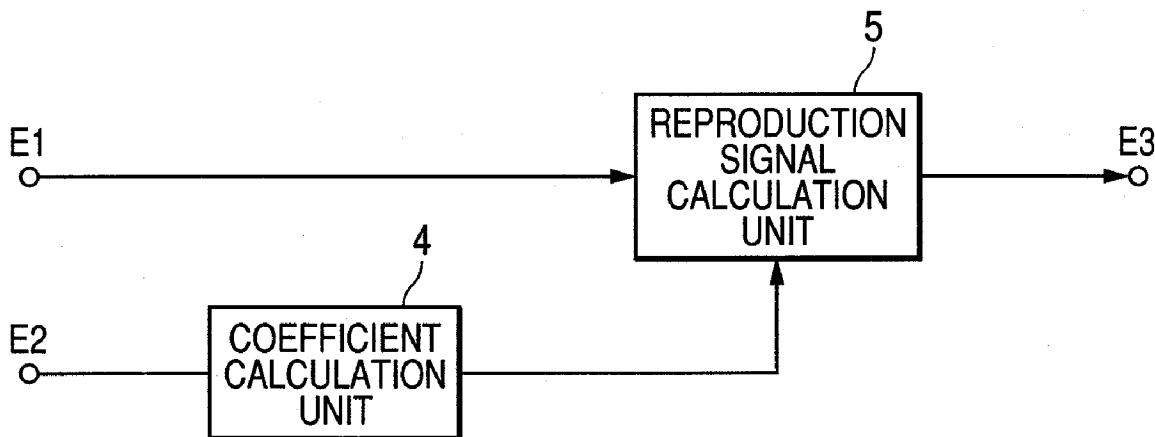 5
REPRODUCTION
SIGNAL
CALCULATION
UNIT
E1
E3
4
E2
COEFFICIENT
CALCULATION
UNIT